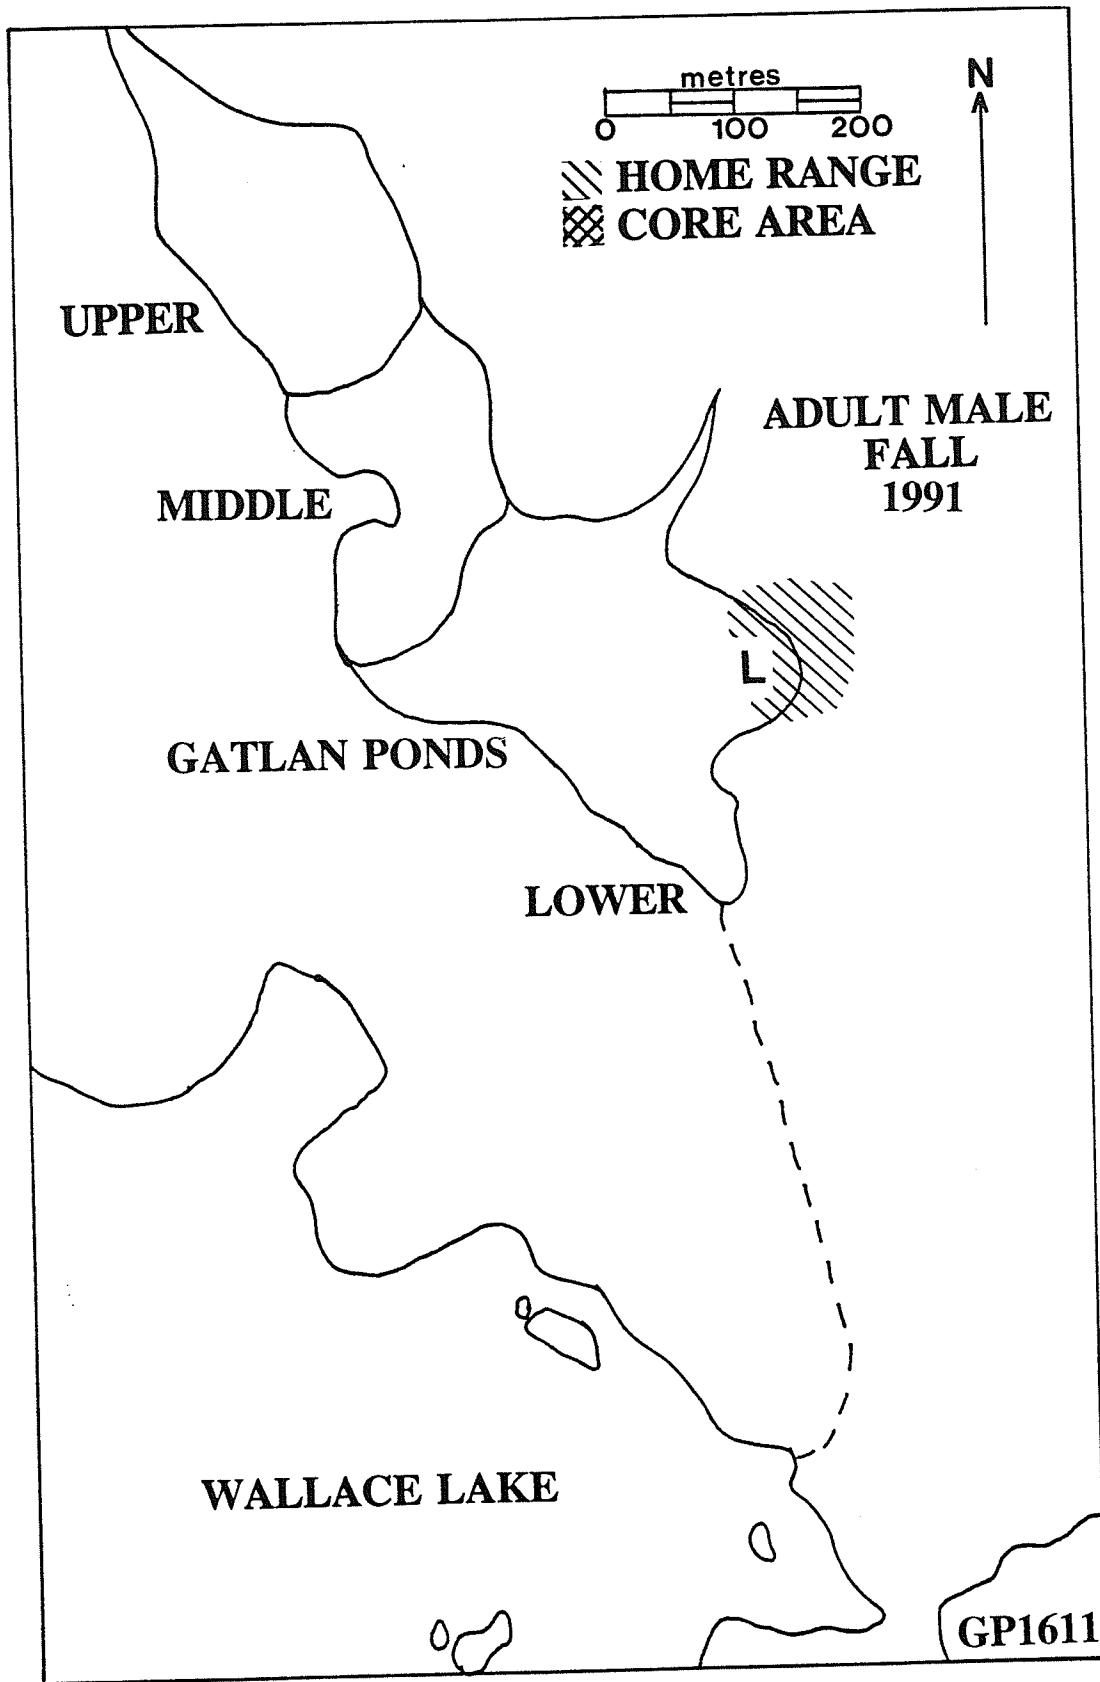 metres
0 100 200
N
HOME RANGE
CORE AREA
UPPER
ADULT MALE
FALL
1991
MIDDLE
L
GATLAN PONDS
LOWER
WALLACE LAKE
GP1611